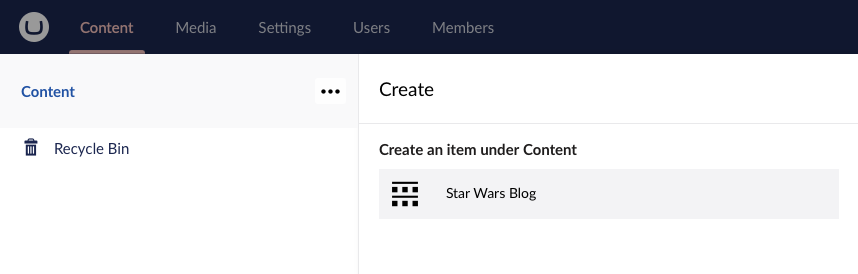 Content Media Settings Users Members
Content
Recycle Bin
Create
Create an item under Content
Star Wars Blog